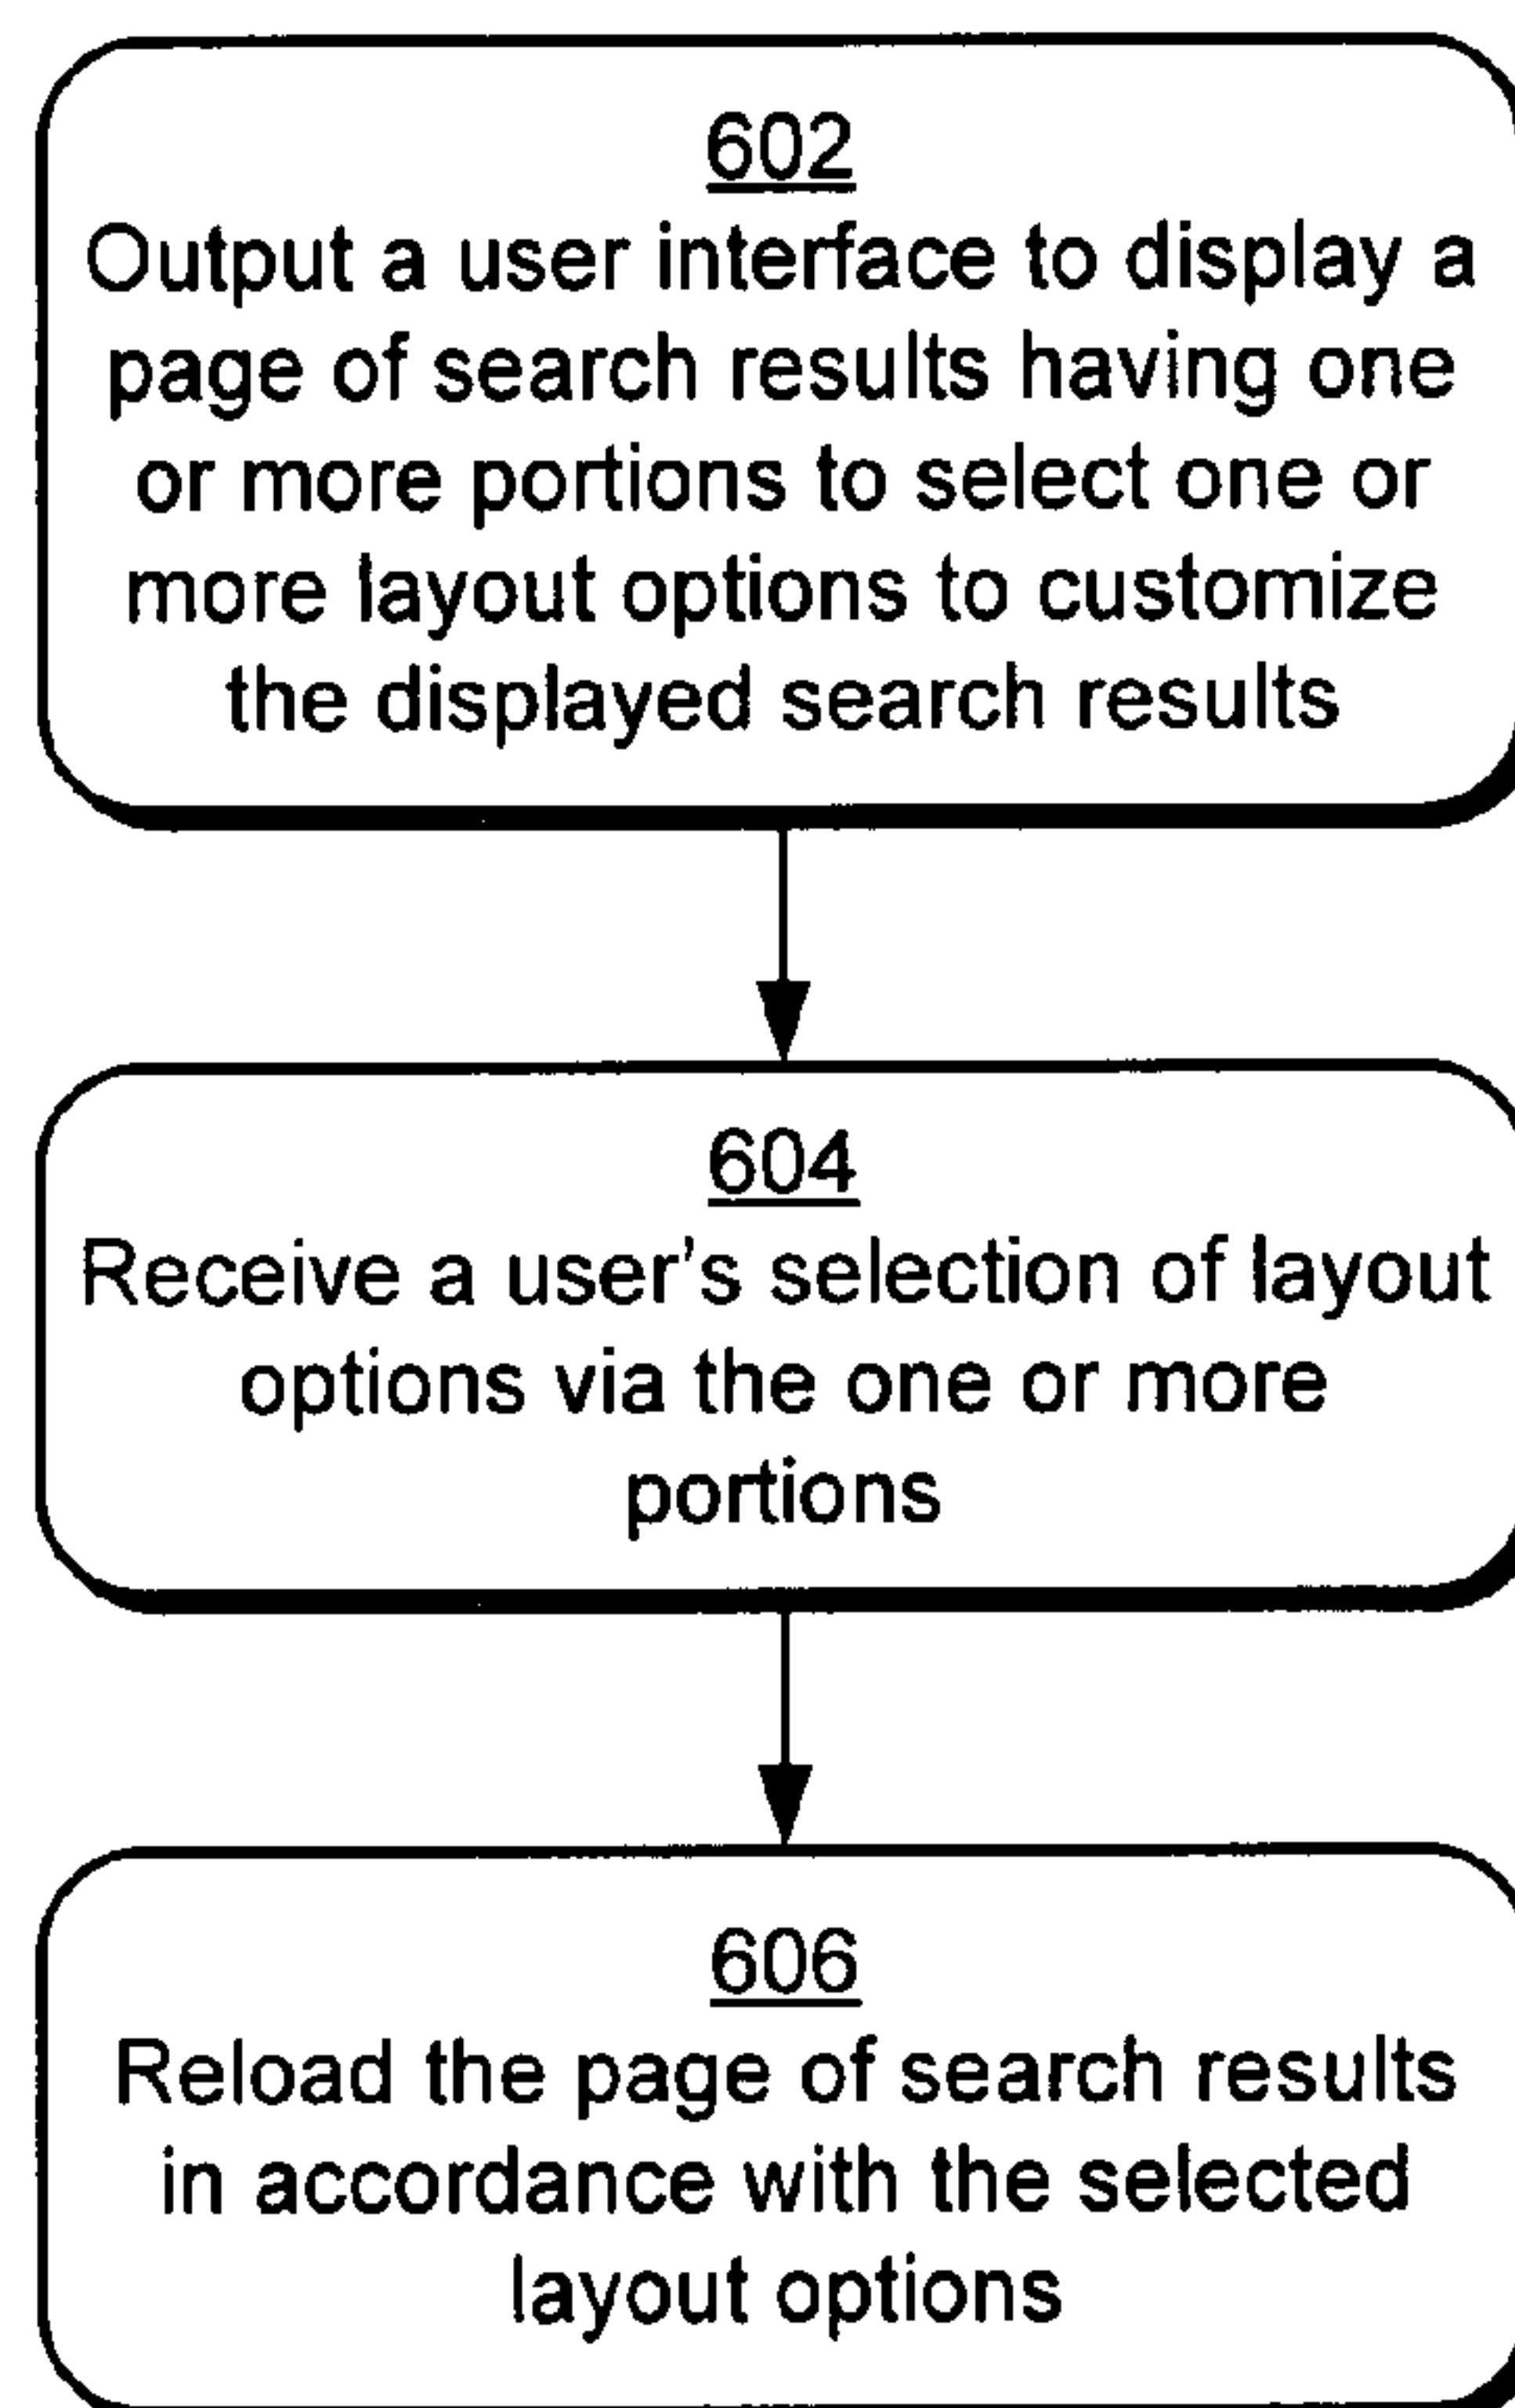 602
Output a user interface to display a
page of search results having one
or more portions to select one or
more layout options to customize
the displayed search results
604
Receive a user's selection of layout
options via the one or more
portions
606
Reload the page of search results
in accordance with the selected
layout options